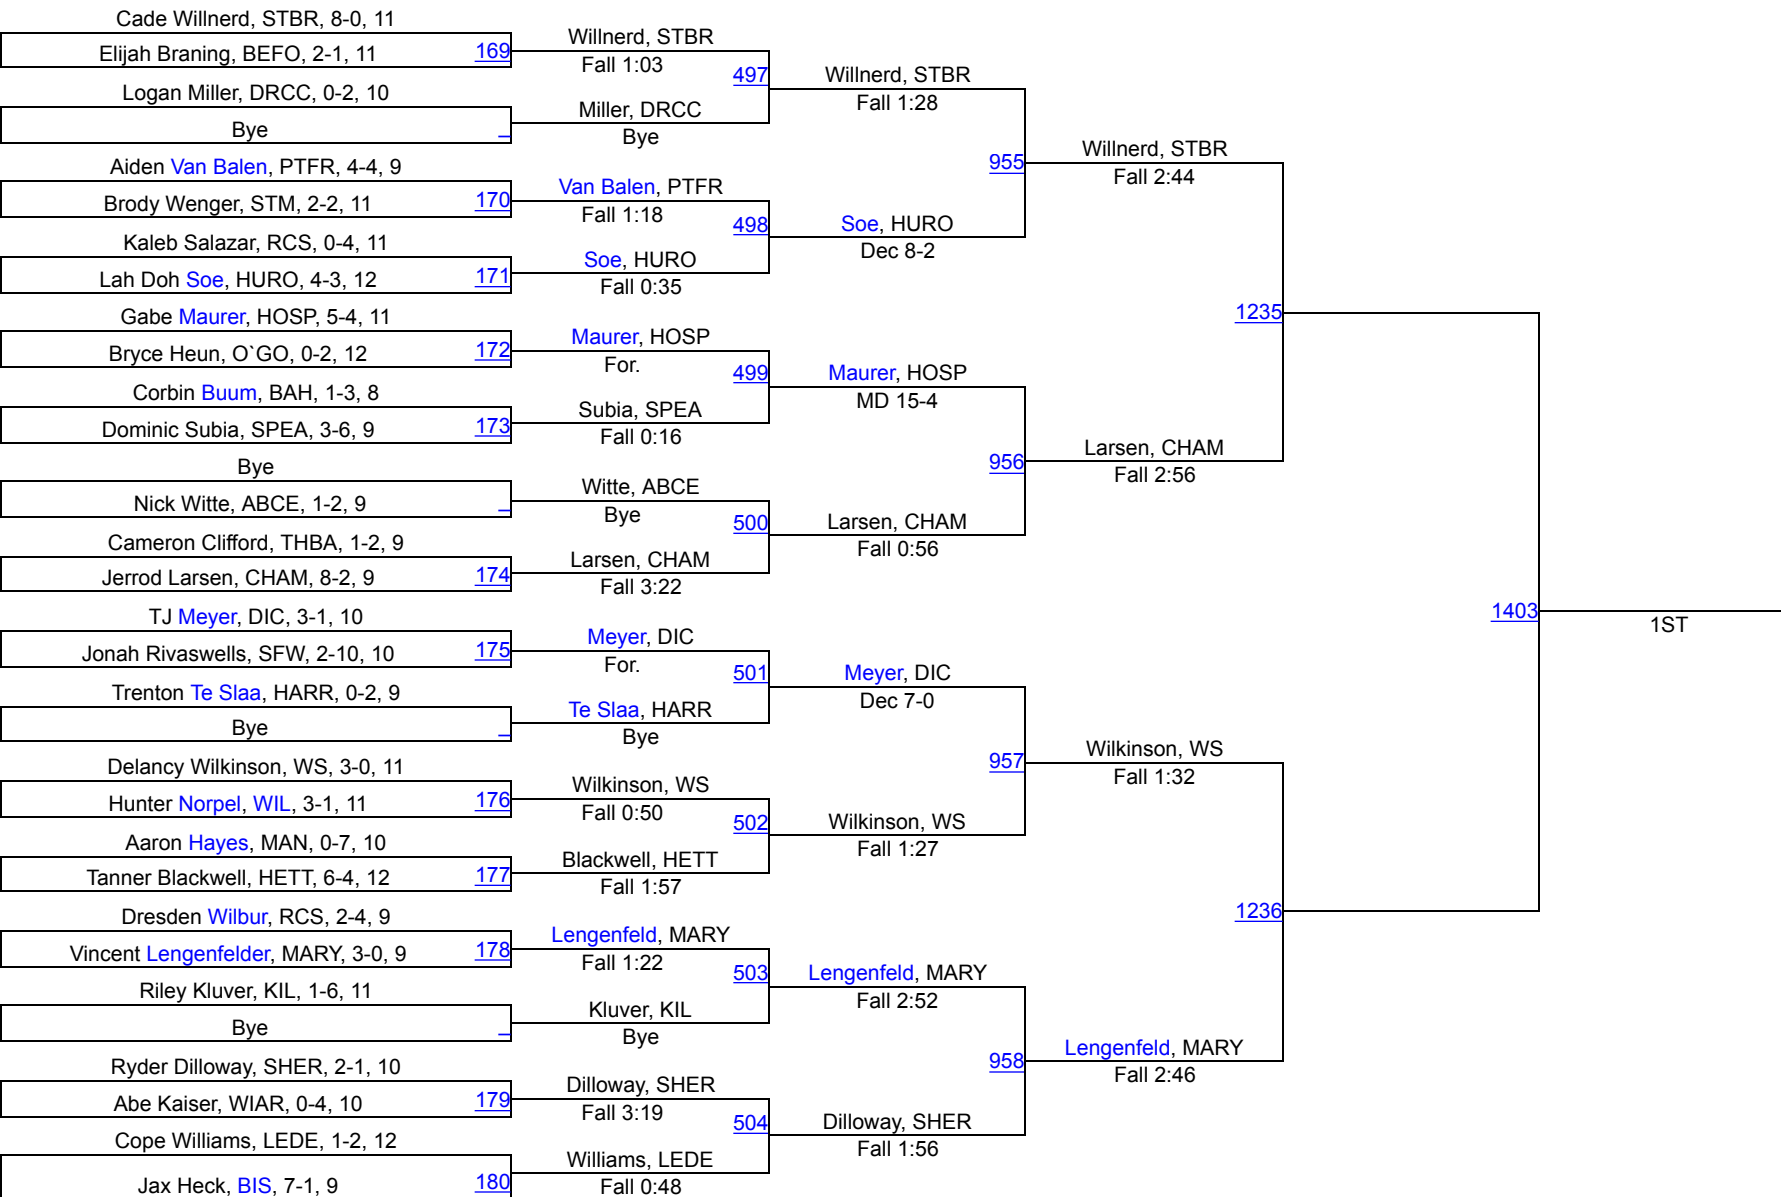 Cade Willnerd, STBR, 8-0, 11
Elijah Braning, BEFO, 2-1, 11
169
Logan Miller, DRCC, 0-2, 10
Bye
Aiden Van Balen, PTFR, 4-4, 9
Brody Wenger, STM, 2-2, 11
170
Kaleb Salazar, RCS, 0-4, 11
Lah Doh Soe, HURO, 4-3, 12
171
Gabe Maurer, HOSP, 5-4, 11
Bryce Heun, O`GO, 0-2, 12
172
Corbin Buum, BAH, 1-3, 8
Dominic Subia, SPEA, 3-6, 9
173
Bye
Nick Witte, ABCE, 1-2, 9
Cameron Clifford, THBA, 1-2, 9
Jerrod Larsen, CHAM, 8-2, 9
174
TJ Meyer, DIC, 3-1, 10
Jonah Rivaswells, SFW, 2-10, 10
175
Trenton Te Slaa, HARR, 0-2, 9
Bye
Delancy Wilkinson, WS, 3-0, 11
Hunter Norpel, WIL, 3-1, 11
176
Aaron Hayes, MAN, 0-7, 10
Tanner Blackwell, HETT, 6-4, 12
177
Dresden Wilbur, RCS, 2-4, 9
Vincent Lengenfelder, MARY, 3-0, 9
178
Riley Kluver, KIL, 1-6, 11
Bye
Ryder Dilloway, SHER, 2-1, 10
Abe Kaiser, WIAR, 0-4, 10
179
Cope Williams, LEDE, 1-2, 12
Jax Heck, BIS, 7-1, 9
180
Willnerd, STBR
Fall 1:03
497
Miller, DRCC
Bye
Van Balen, PTFR
Fall 1:18
498
Soe, HURO
Fall 0:35
Maurer, HOSP
For.
499
Subia, SPEA
Fall 0:16
Witte, ABCE
Bye
500
Larsen, CHAM
Fall 3:22
Meyer, DIC
For.
501
Te Slaa, HARR
Bye
Wilkinson, WS
Fall 0:50
502
Blackwell, HETT
Fall 1:57
Lengenfeld, MARY
Fall 1:22
503
Kluver, KIL
Bye
Dilloway, SHER
Fall 3:19
504
Williams, LEDE
Fall 0:48
Willnerd, STBR
Fall 1:28
955
Soe, HURO
Dec 8-2
Maurer, HOSP
MD 15-4
956
Larsen, CHAM
Fall 0:56
Meyer, DIC
Dec 7-0
957
Wilkinson, WS
Fall 1:27
Lengenfeld, MARY
Fall 2:52
958
Dilloway, SHER
Fall 1:56
Willnerd, STBR
Fall 2:44
1235
Larsen, CHAM
Fall 2:56
Wilkinson, WS
Fall 1:32
1236
Lengenfeld, MARY
Fall 2:46
1403
1ST